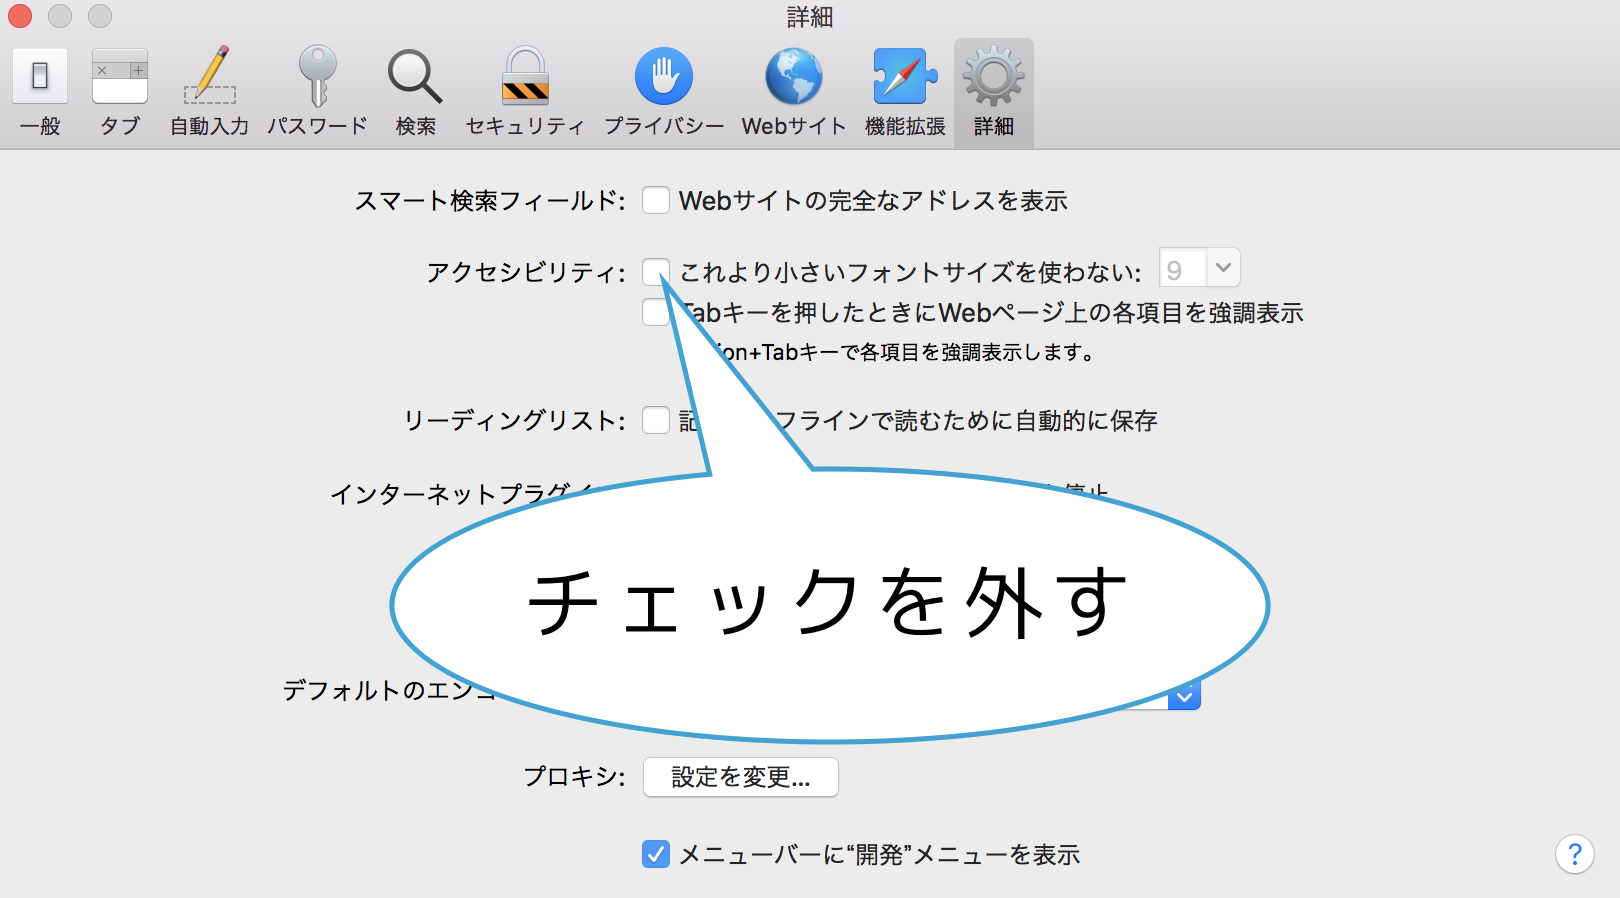 詳細
一般 タブ 自動入力 パスワード 検索 セキュリティ プライバシー Webサイト 機能拡張 詳細
スマート検索フィールド: Webサイトの完全なアドレスを表示
アクセシビリティ: これより小さいフォントサイズを使わない: 9
Tabキーを押したときにWebページ上の各項目を強調表示
ion+Tabキーで各項目を強調表示します。
リーディングリスト: 記 フラインで読むために自動的に保存
インターネットプラグイ 停止
チェックを外す
デフォルトのエンコ
プロキシ: 設定を変更...
メニューバーに“開発”メニューを表示
?